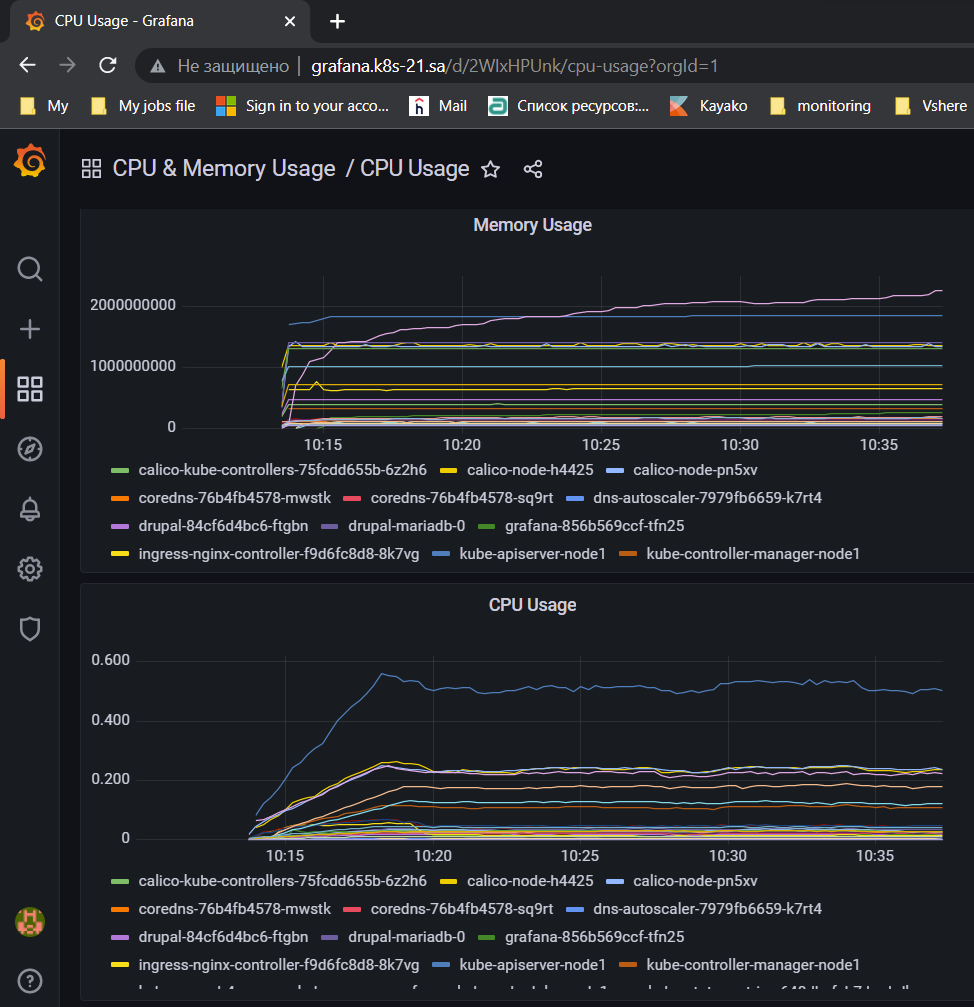 CPU Usage - Grafana
Не защищено | grafana.k8s-21.sa/d/2WIxHPUnk/cpu-usage?orgId=1
My My jobs file Sign in to your acco... Mail Список ресурсов:... Kayako monitoring Vshere
CPU & Memory Usage / CPU Usage
Memory Usage
2000000000
1000000000
0
10:15 10:20 10:25 10:30 10:35
calico-kube-controllers-75fcdd655b-6z2h6 calico-node-h4425 calico-node-pn5xv
coredns-76b4fb4578-mwstk coredns-76b4fb4578-sq9rt dns-autoscaler-7979fb6659-k7rt4
drupal-84cf6d4bc6-ftgbn drupal-mariadb-0 grafana-856b569ccf-tfn25
ingress-nginx-controller-f9d6fc8d8-8k7vg kube-apiserver-node1 kube-controller-manager-node1
CPU Usage
0.600
0.400
0.200
0
10:15 10:20 10:25 10:30 10:35
calico-kube-controllers-75fcdd655b-6z2h6 calico-node-h4425 calico-node-pn5xv
coredns-76b4fb4578-mwstk coredns-76b4fb4578-sq9rt dns-autoscaler-7979fb6659-k7rt4
drupal-84cf6d4bc6-ftgbn drupal-mariadb-0 grafana-856b569ccf-tfn25
ingress-nginx-controller-f9d6fc8d8-8k7vg kube-apiserver-node1 kube-controller-manager-node1